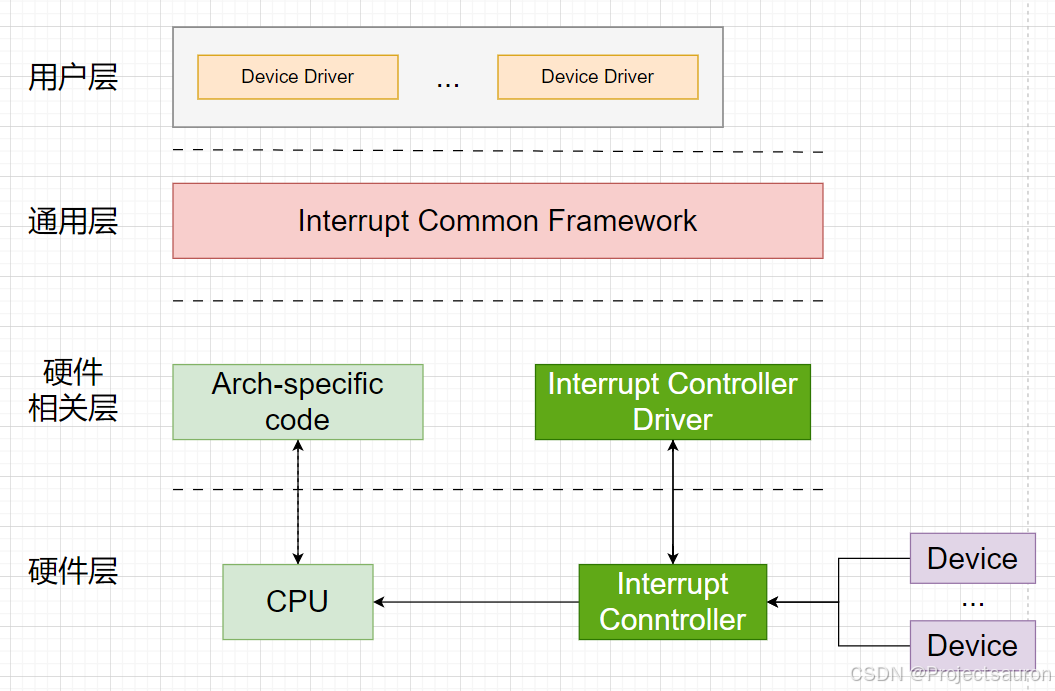 用户层
Device Driver
...
Device Driver
通用层
Interrupt Common Framework
硬件
相关层
Arch-specific
code
Interrupt Controller
Driver
硬件层
CPU
Interrupt
Conntroller
Device
...
Device
CSDN @Projectsauron